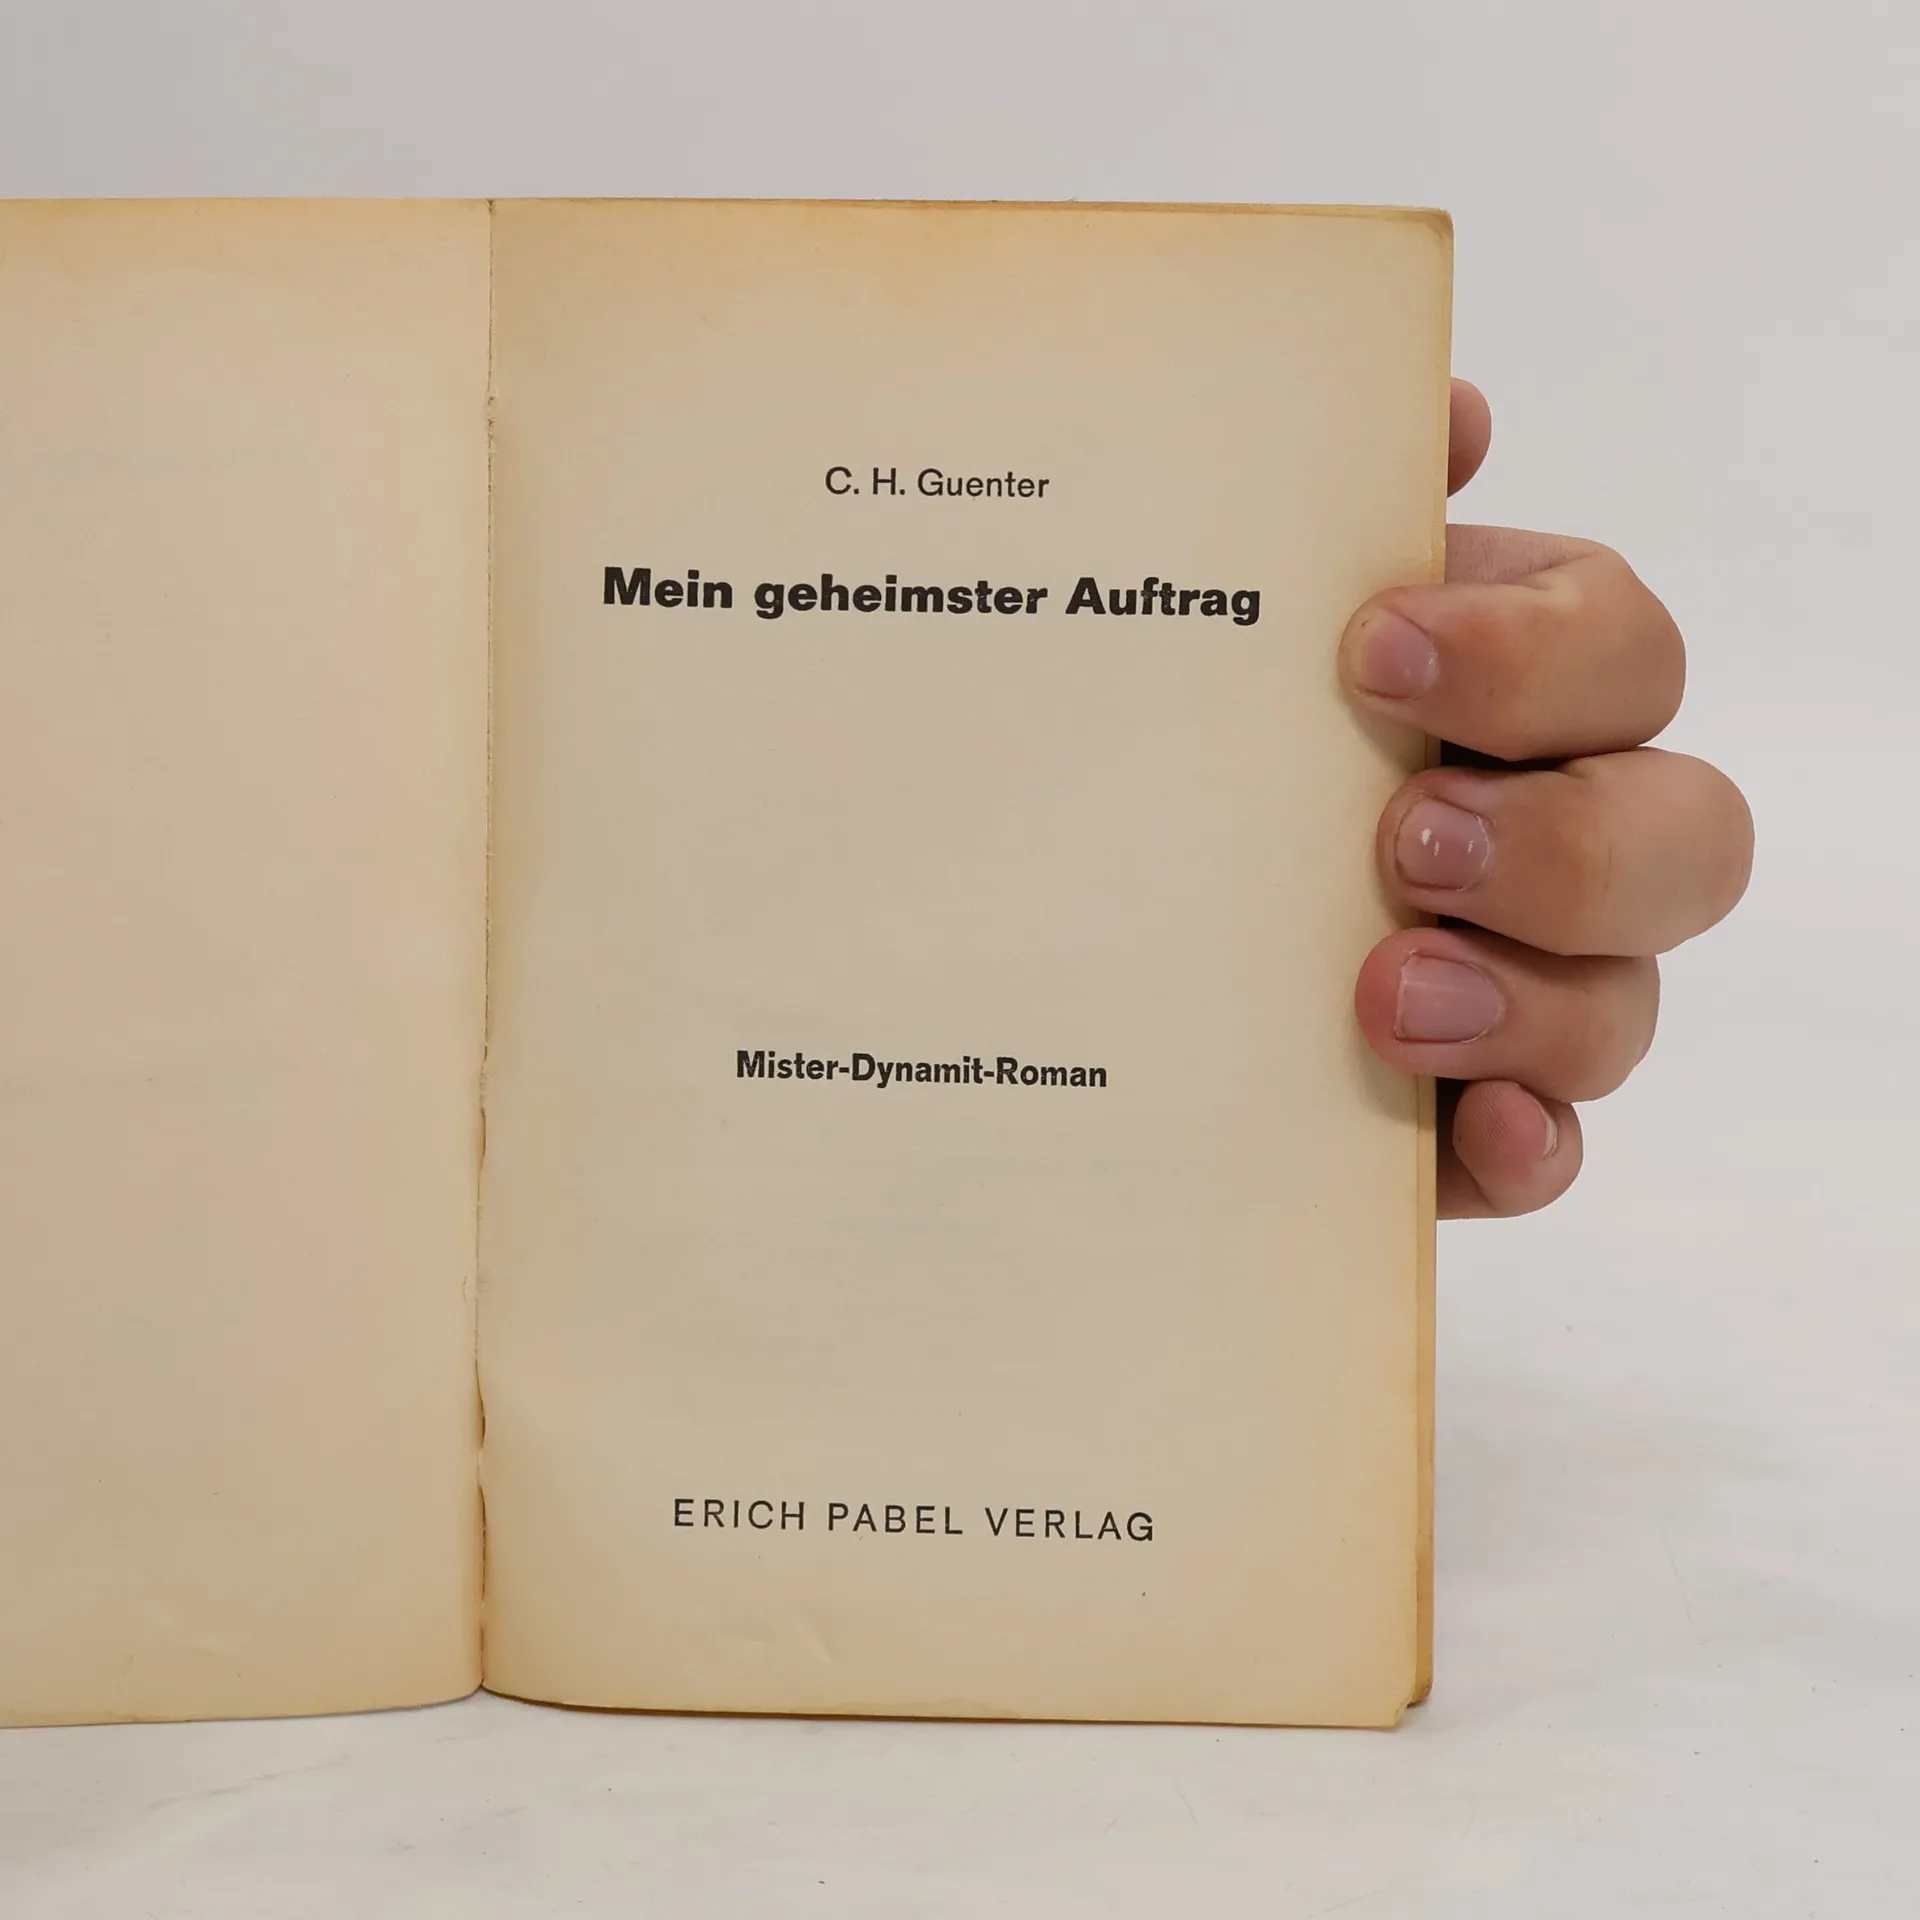 C. H. Guenter
Mein geheimster Auftrag
Mister-Dynamit-Roman
ERICH PABEL VERLAG